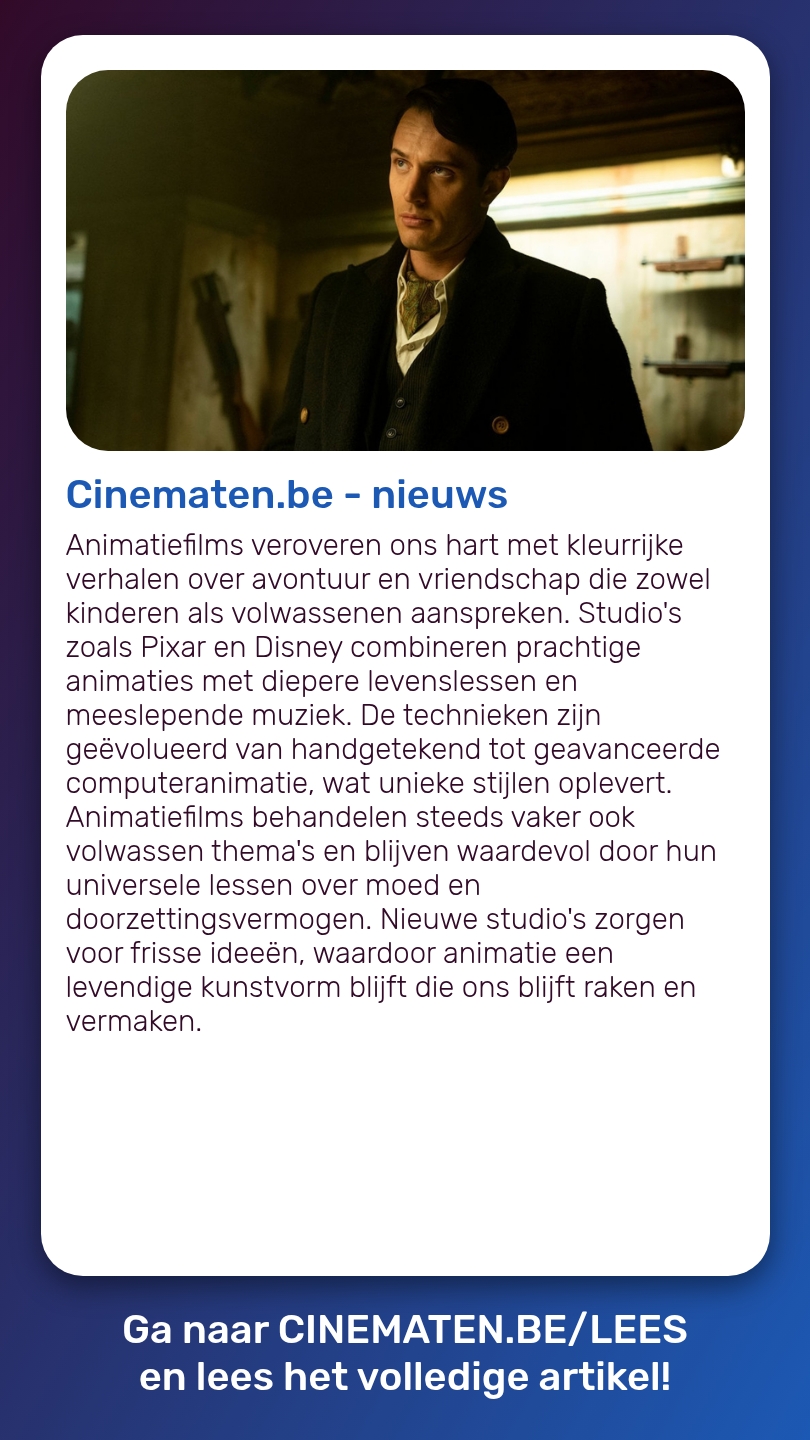 Cinematen.be - nieuws
Animatiefilms veroveren ons hart met kleurrijke
verhalen over avontuur en vriendschap die zowel
kinderen als volwassenen aanspreken. Studio's
zoals Pixar en Disney combineren prachtige
animaties met diepere levenslessen en
meeslepende muziek. De technieken zijn
geëvolueerd van handgetekend tot geavanceerde
computeranimatie, wat unieke stijlen oplevert.
Animatiefilms behandelen steeds vaker ook
volwassen thema's en blijven waardevol door hun
universele lessen over moed en
doorzettingsvermogen. Nieuwe studio's zorgen
voor frisse ideeën, waardoor animatie een
levendige kunstvorm blijft die ons blijft raken en
vermaken.
Ga naar CINEMATEN.BE/LEES
en lees het volledige artikel!